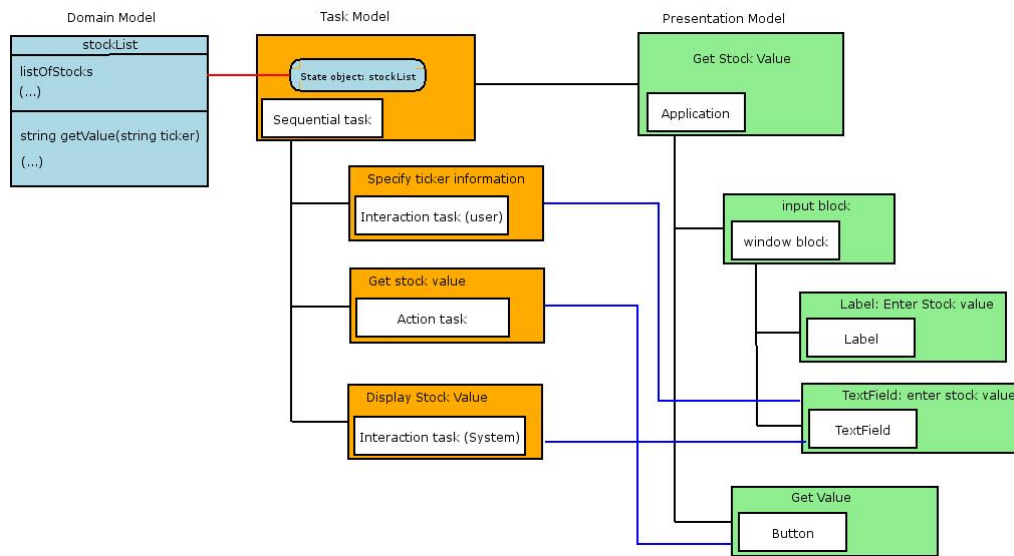 Domain Model
Task Model
Presentation Model
stockList
listOfStocks
(...)
string getValue(string ticker)
(...)
State object: stockList
Sequential task
Specify ticker information
Interaction task (user)
Get stock value
Action task
Display Stock Value
Interaction task (System)
Get Stock Value
Application
input block
window block
Label: Enter Stock value
Label
TextField: enter stock value
TextField
Get Value
Button